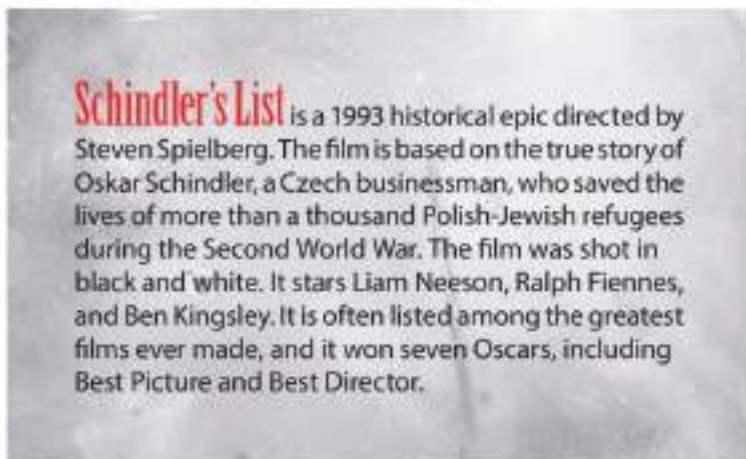 Schindler's List is a 1993 historical epic directed by
Steven Spielberg. The film is based on the true story of
Oskar Schindler, a Czech businessman, who saved the
lives of more than a thousand Polish-Jewish refugees
during the Second World War. The film was shot in
black and white. It stars Liam Neeson, Ralph Fiennes,
and Ben Kingsley. It is often listed among the greatest
films ever made, and it won seven Oscars, including
Best Picture and Best Director.